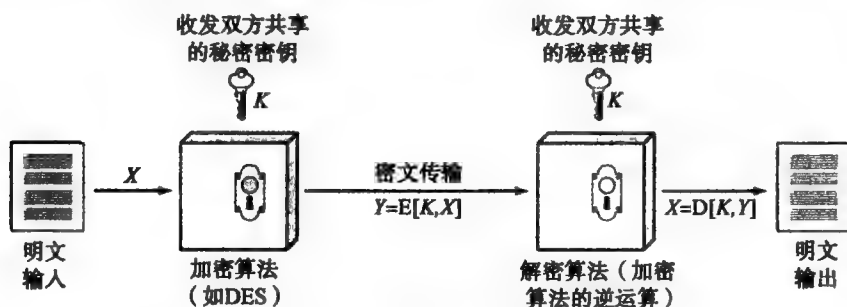 收发双方共享
的秘密密钥
K
收发双方共享
的秘密密钥
K
X
密文传输
Y=E[K,X]
X=D[K,Y]
明文
输入
加密算法
（如DES）
解密算法（加密
算法的逆运算）
明文
输出